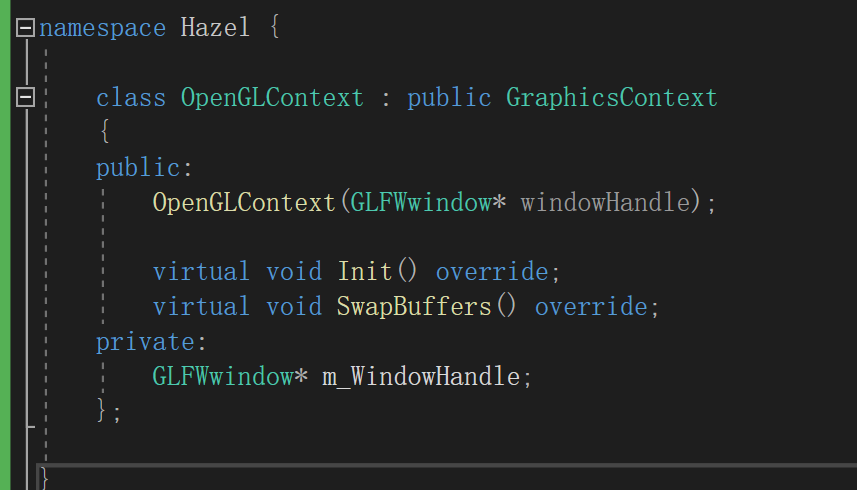 namespace Hazel {
class OpenGLContext : public GraphicsContext
{
public:
OpenGLContext(GLFWwindow* windowHandle);
virtual void Init() override;
virtual void SwapBuffers() override;
private:
GLFWwindow* m_WindowHandle;
};
}